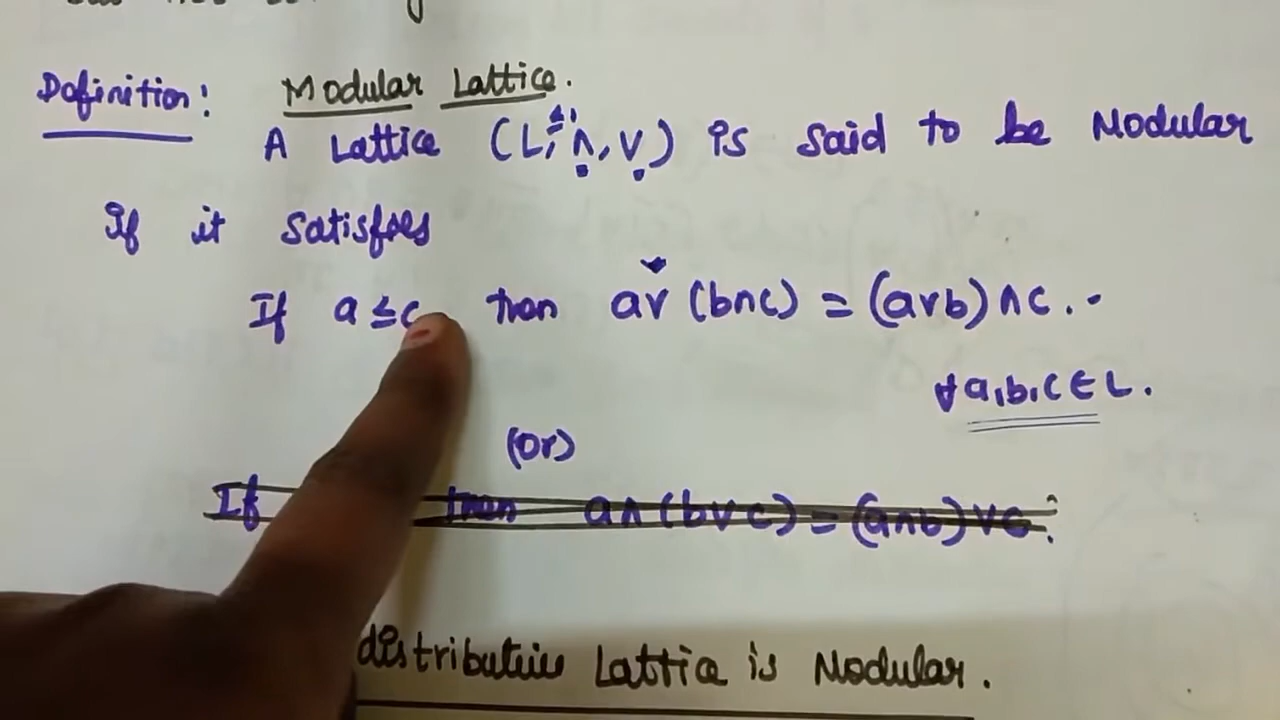 Definition: Modular Lattice.
A Lattice (L, ≤, ∧, ∨) is said to be Modular
If it satisfies
If a ≤ c then a ∨ (b ∧ c) = (a ∨ b) ∧ c.
∀ a, b, c ∈ L.
(or)
If then a ∧ (b ∨ c) = (a ∧ b) ∨ c.
distributive Lattice is Modular.